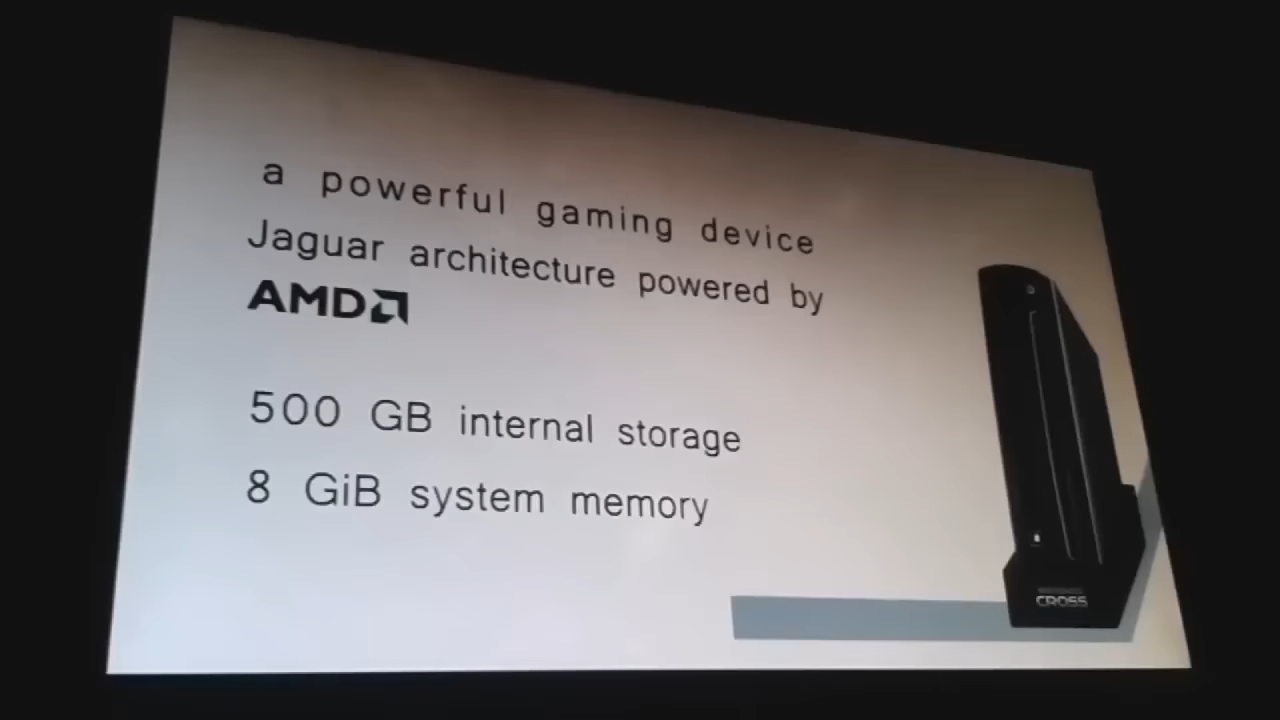 a powerful gaming device
Jaguar architecture powered by
AMD
500 GB internal storage
8 GiB system memory
CROSS